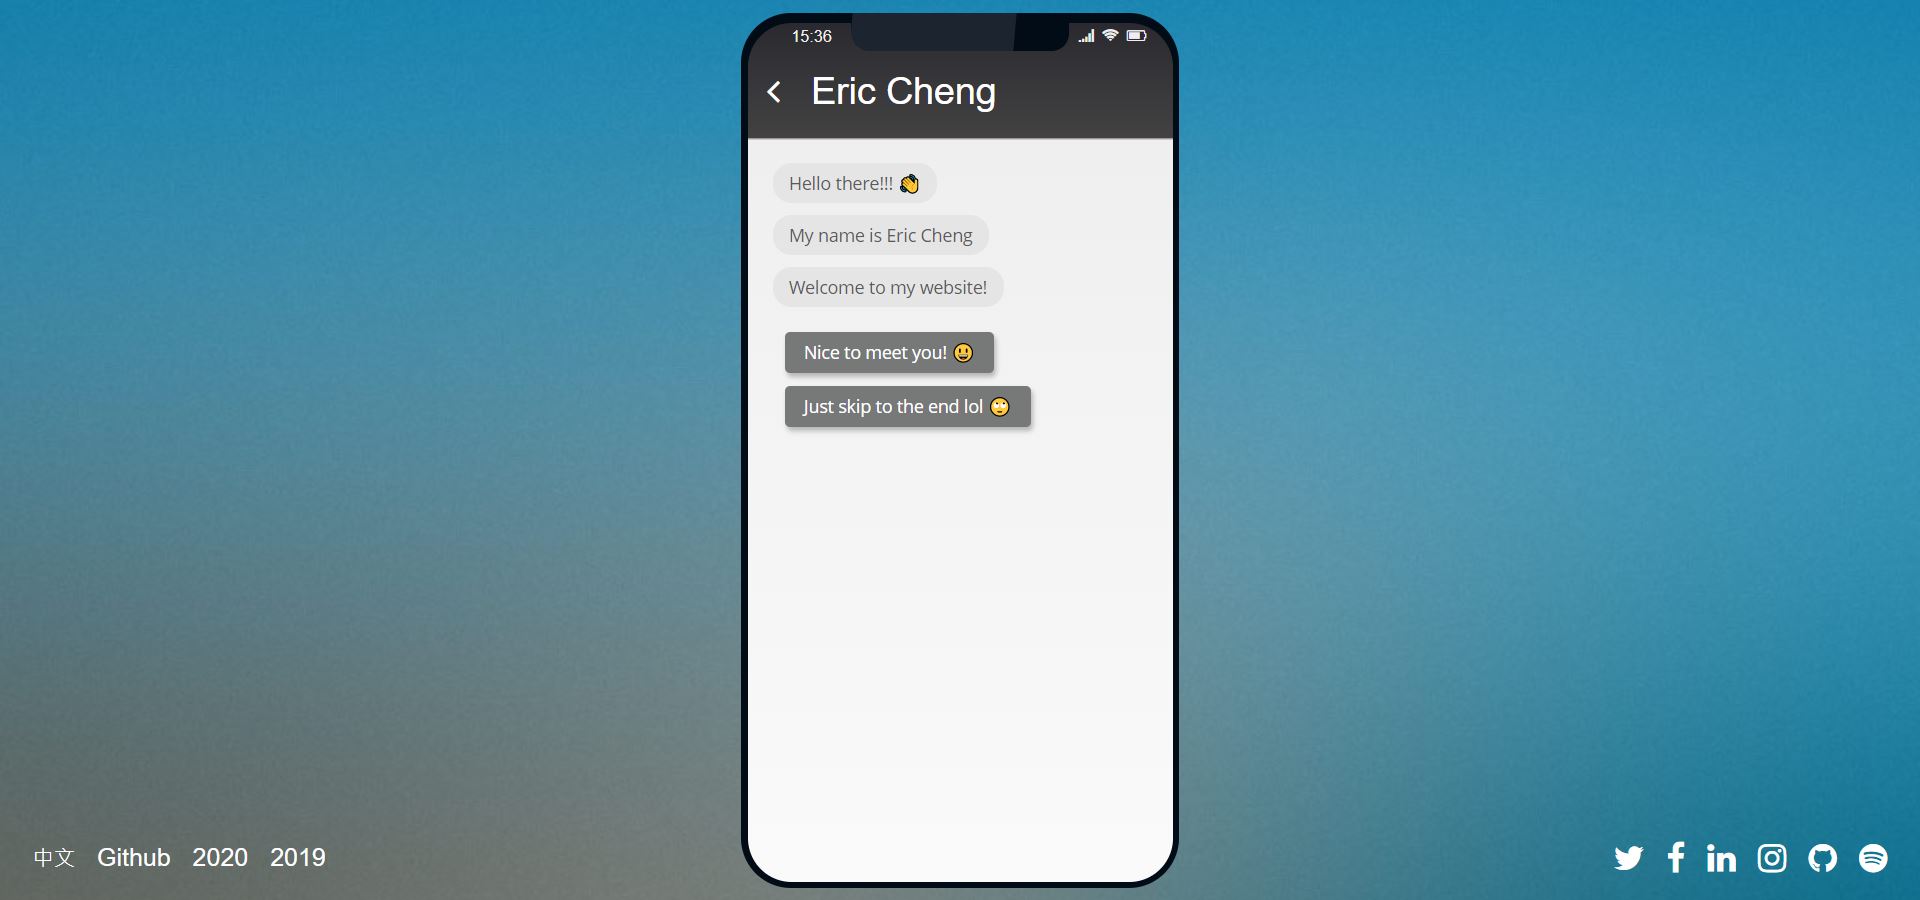 15:36
Eric Cheng
Hello there!!! 👏
My name is Eric Cheng
Welcome to my website!
Nice to meet you! 😃
Just skip to the end lol 🙄
中文 Github 2020 2019